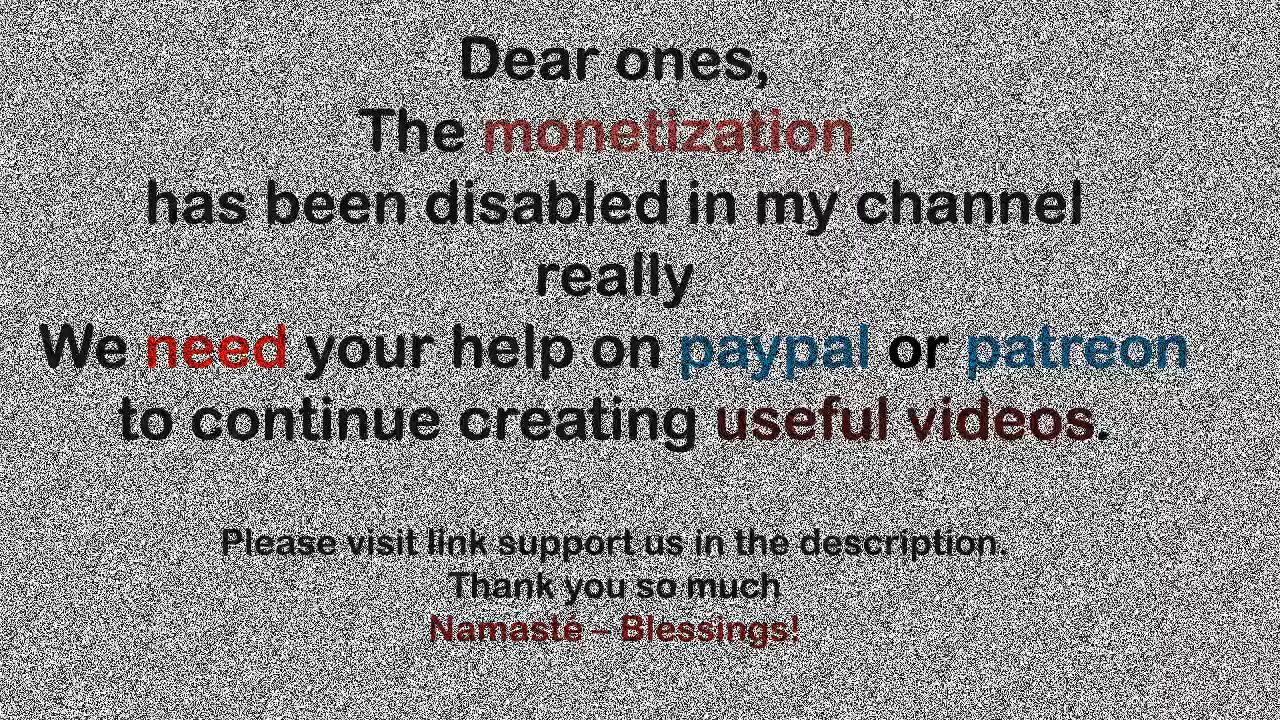 Dear ones,
The monetization
has been disabled in my channel
really
We need your help on paypal or patreon
to continue creating useful videos.
Please visit link support us in the description.
Thank you so much
Namasté – Blessings!